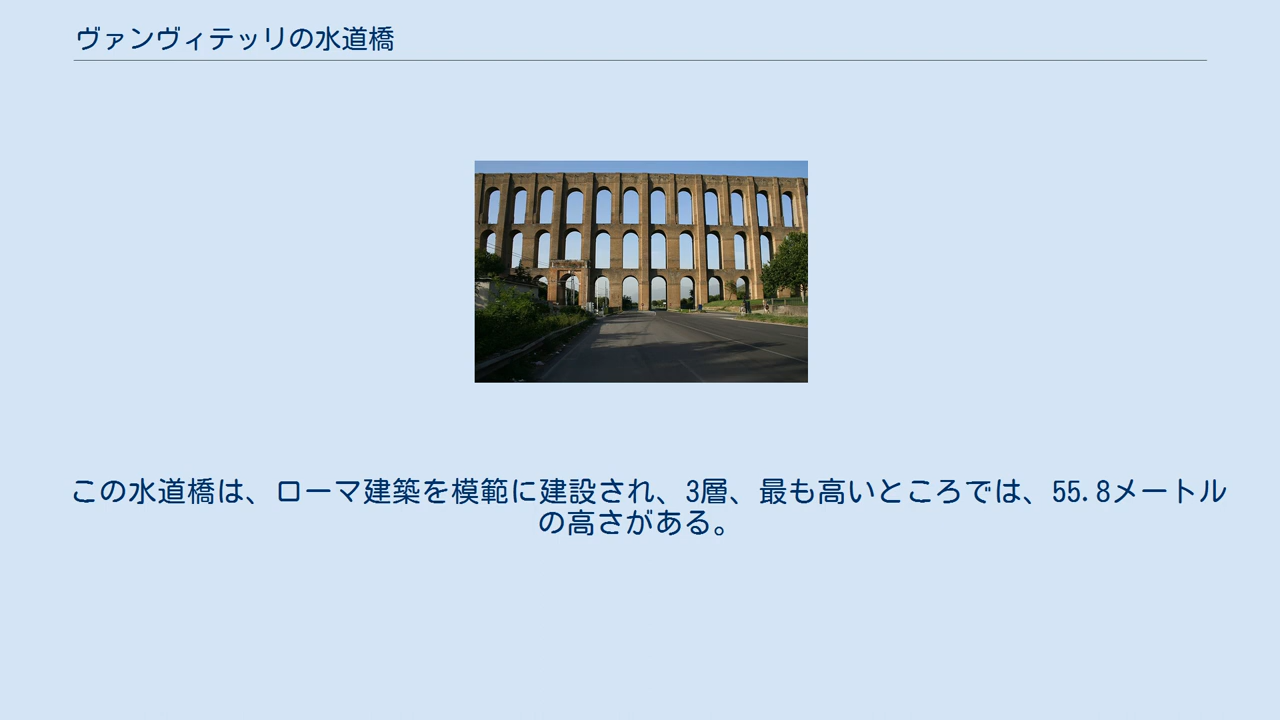 ヴァンヴィテッリの水道橋
この水道橋は、ローマ建築を模範に建設され、3層、最も高いところでは、55.8メートル
の高さがある。